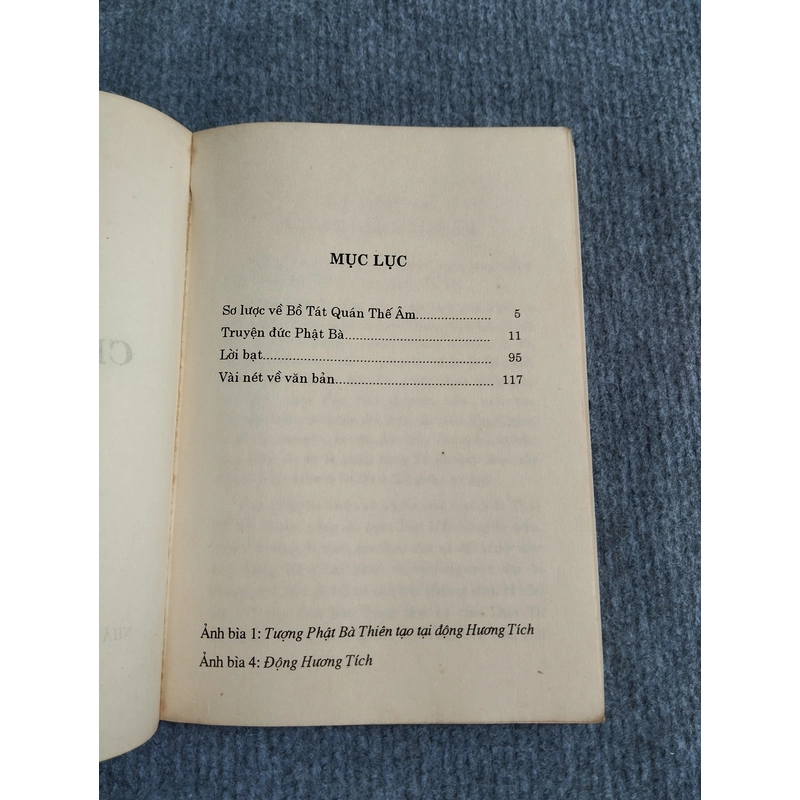 MỤC LỤC
Sơ lược về Bồ Tát Quán Thế Âm..................... 5
Truyện đức Phật Bà......................................... 11
Lời bạt................................................................. 95
Vài nét về văn bản............................................ 117
Ảnh bìa 1: Tượng Phật Bà Thiên tạo tại động Hương Tích
Ảnh bìa 4: Động Hương Tích